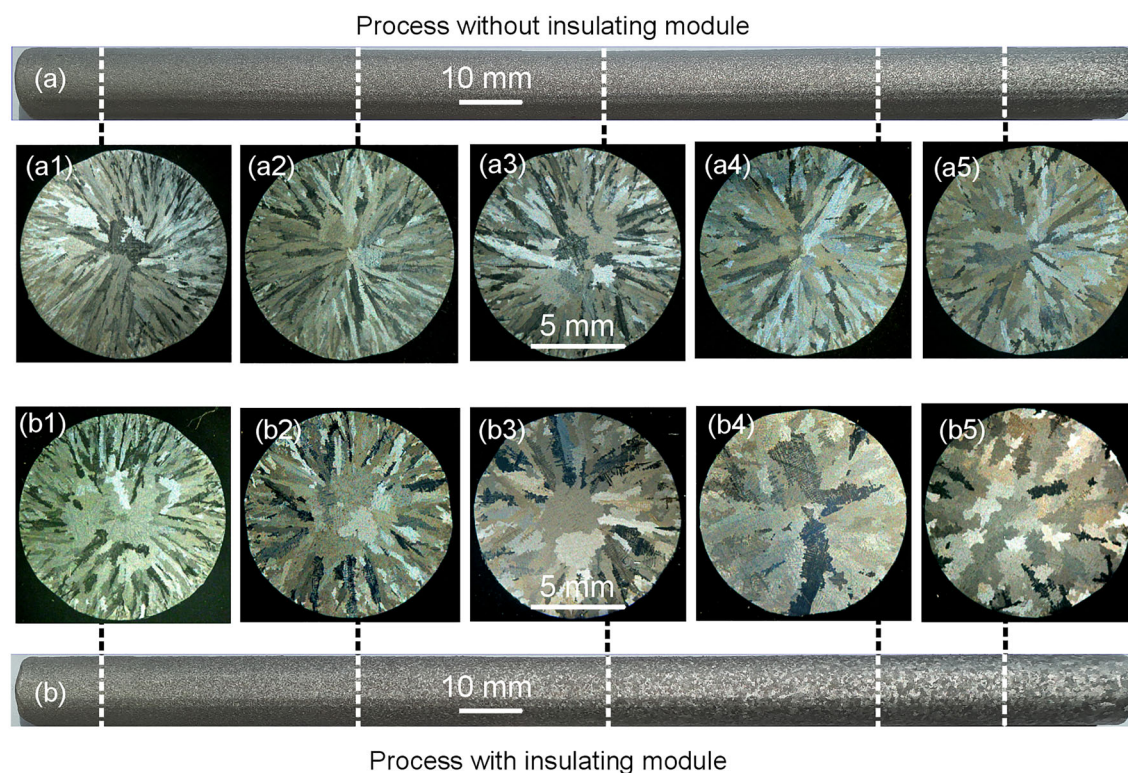 Process without insulating module
(a)
10 mm
(a1)
(a2)
(a3)
(a4)
(a5)
5 mm
(b1)
(b2)
(b3)
(b4)
(b5)
5 mm
(b)
10 mm
Process with insulating module